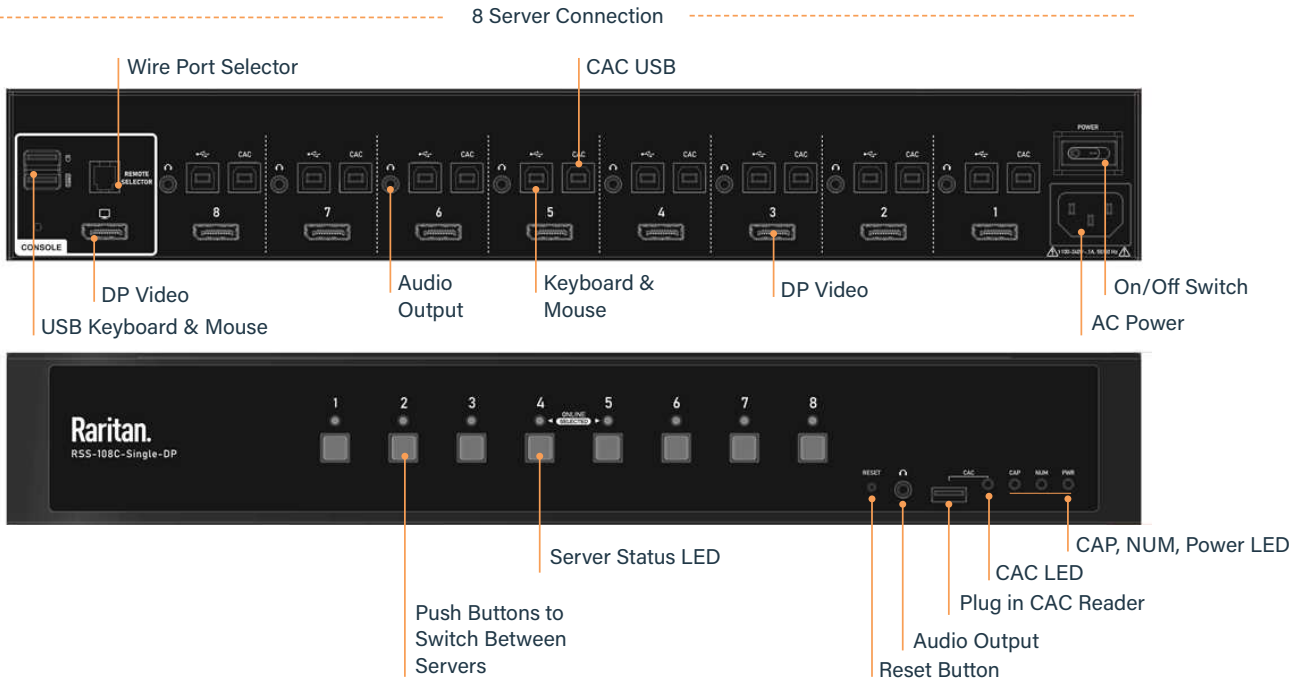 8 Server Connection
Wire Port Selector
CAC USB
POWER
CAC CAC CAC CAC CAC CAC CAC CAC
REMOTE
SELECTOR
8 7 6 5 4 3 2 1
CONSOLE
DP Video
USB Keyboard & Mouse
Audio
Output
Keyboard &
Mouse
DP Video
On/Off Switch
AC Power
1 2 3 4 5 6 7 8
ONLINE
SELECTED
Raritan.
RSS-108C-Single-DP
RESET CAC CAP NUM PWR
Server Status LED
Push Buttons to
Switch Between
Servers
CAP, NUM, Power LED
CAC LED
Plug in CAC Reader
Audio Output
Reset Button